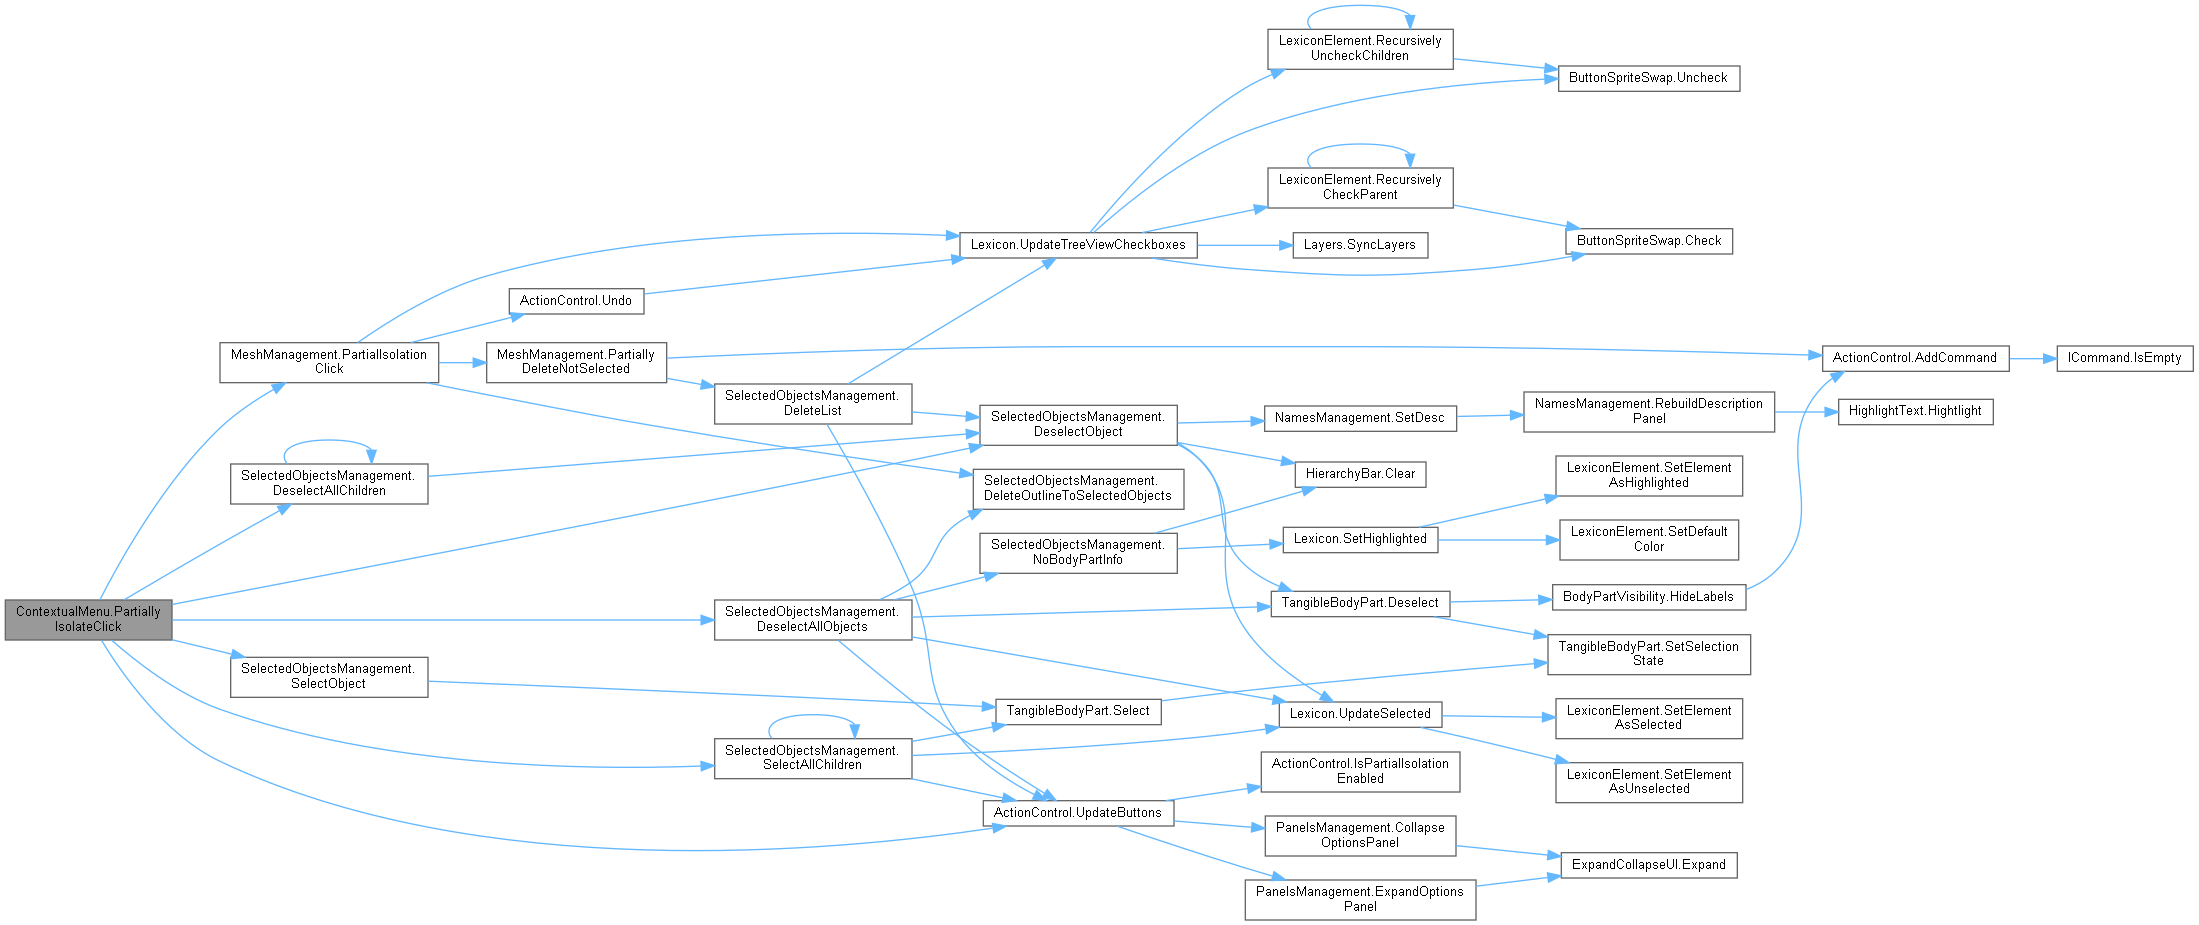 LexiconElement.Recursively
UncheckChildren
ButtonSpriteSwap.Uncheck
LexiconElement.Recursively
CheckParent
ButtonSpriteSwap.Check
Lexicon.UpdateTreeViewCheckboxes
Layers.SyncLayers
ActionControl.Undo
MeshManagement.PartialIsolation
Click
MeshManagement.Partially
DeleteNotSelected
ActionControl.AddCommand
ICommand.IsEmpty
SelectedObjectsManagement.
DeleteList
SelectedObjectsManagement.
DeselectObject
NamesManagement.SetDesc
NamesManagement.RebuildDescription
Panel
HighlightText.Hightlight
SelectedObjectsManagement.
DeselectAllChildren
SelectedObjectsManagement.
DeleteOutlineToSelectedObjects
HierarchyBar.Clear
LexiconElement.SetElement
AsHighlighted
SelectedObjectsManagement.
NoBodyPartInfo
Lexicon.SetHighlighted
LexiconElement.SetDefault
Color
ContextualMenu.Partially
IsolateClick
SelectedObjectsManagement.
DeselectAllObjects
TangibleBodyPart.Deselect
BodyPartVisibility.HideLabels
TangibleBodyPart.SetSelection
State
SelectedObjectsManagement.
SelectObject
TangibleBodyPart.Select
Lexicon.UpdateSelected
LexiconElement.SetElement
AsSelected
SelectedObjectsManagement.
SelectAllChildren
ActionControl.IsPartialIsolation
Enabled
LexiconElement.SetElement
AsUnselected
ActionControl.UpdateButtons
PanelsManagement.Collapse
OptionsPanel
ExpandCollapseUI.Expand
PanelsManagement.ExpandOptions
Panel